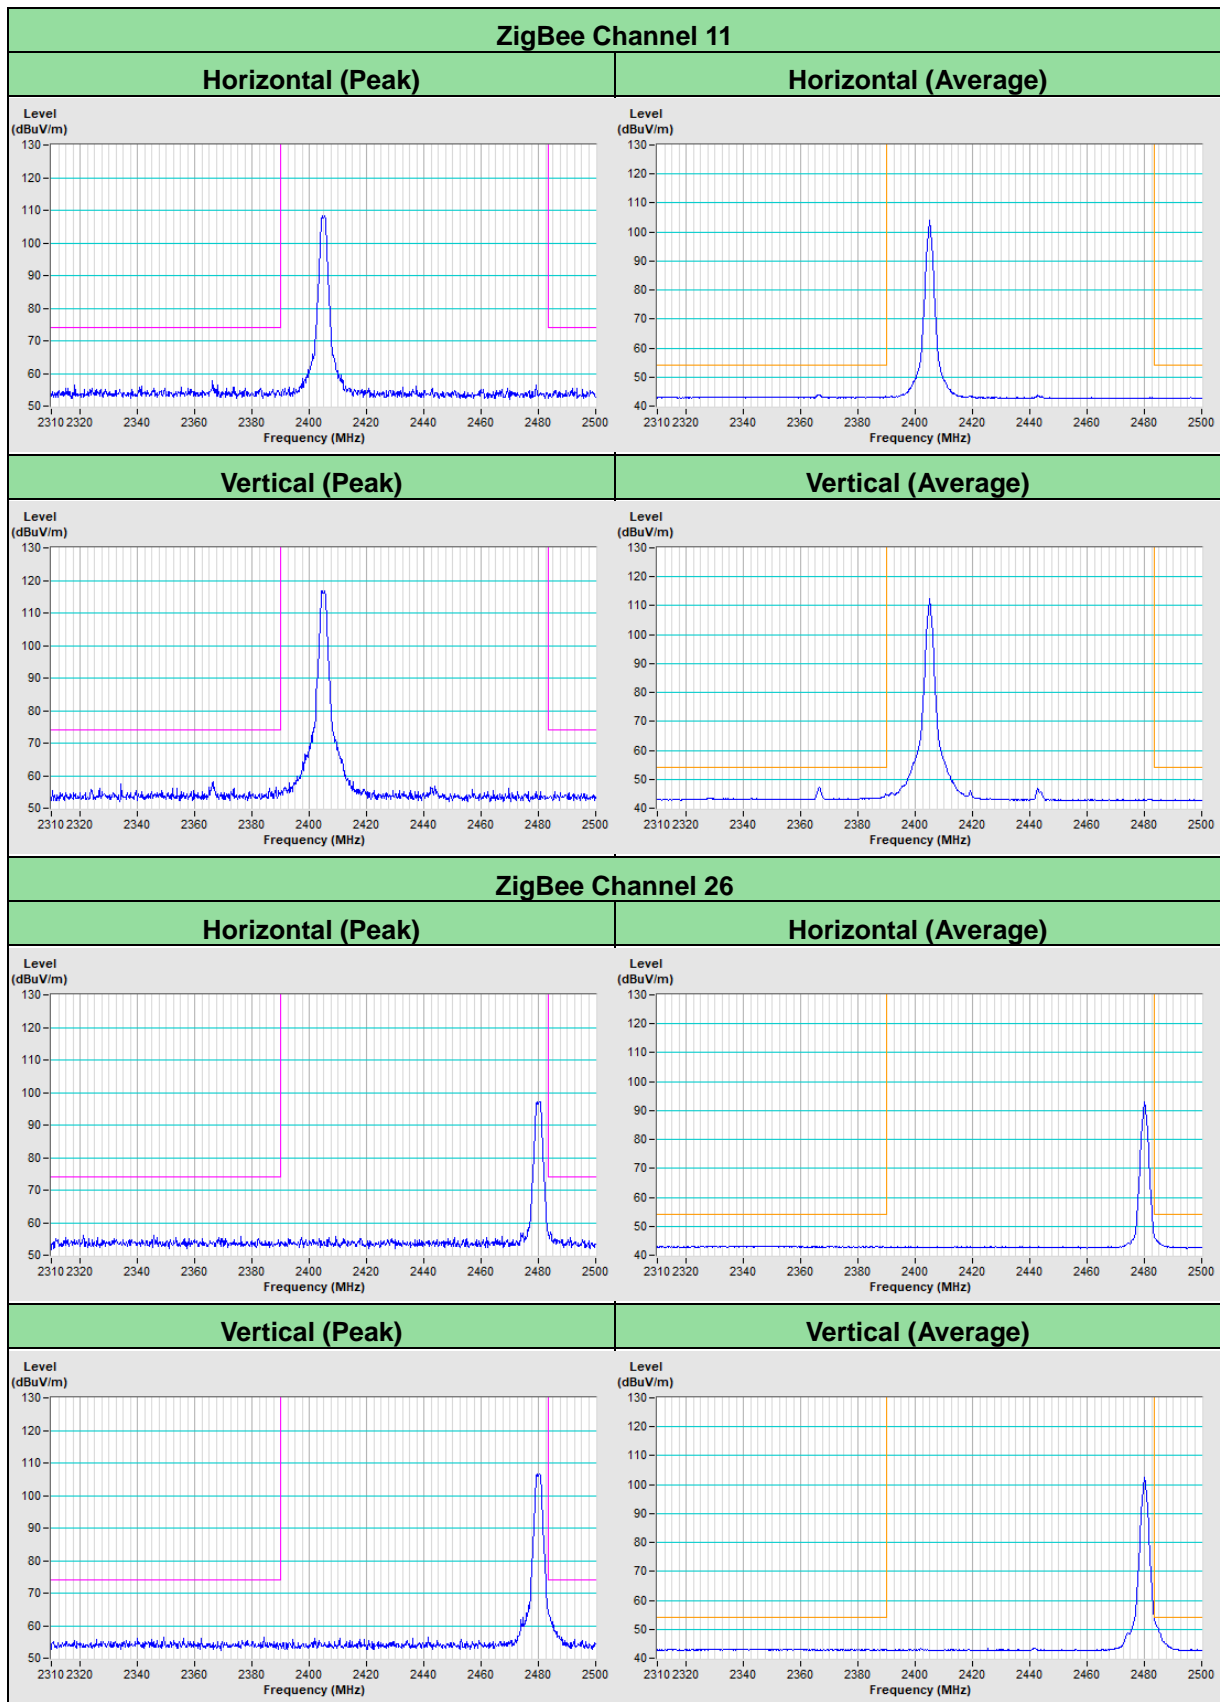 ZigBee Channel 11
Horizontal (Peak) Horizontal (Average)
Level Level
(dBuV/m) (dBuV/m)
130 130
120 120
110 110
100 100
90 90
80 80
70 70
60 60
50 50
40
2310 2320 2340 2360 2380 2400 2420 2440 2460 2480 2500 2310 2320 2340 2360 2380 2400 2420 2440 2460 2480 2500
Frequency (MHz) Frequency (MHz)
Vertical (Peak) Vertical (Average)
Level Level
(dBuV/m) (dBuV/m)
130 130
120 120
110 110
100 100
90 90
80 80
70 70
60 60
50 50
40
2310 2320 2340 2360 2380 2400 2420 2440 2460 2480 2500 2310 2320 2340 2360 2380 2400 2420 2440 2460 2480 2500
Frequency (MHz) Frequency (MHz)
ZigBee Channel 26
Horizontal (Peak) Horizontal (Average)
Level Level
(dBuV/m) (dBuV/m)
130 130
120 120
110 110
100 100
90 90
80 80
70 70
60 60
50 50
40
2310 2320 2340 2360 2380 2400 2420 2440 2460 2480 2500 2310 2320 2340 2360 2380 2400 2420 2440 2460 2480 2500
Frequency (MHz) Frequency (MHz)
Vertical (Peak) Vertical (Average)
Level Level
(dBuV/m) (dBuV/m)
130 130
120 120
110 110
100 100
90 90
80 80
70 70
60 60
50 50
40
2310 2320 2340 2360 2380 2400 2420 2440 2460 2480 2500 2310 2320 2340 2360 2380 2400 2420 2440 2460 2480 2500
Frequency (MHz) Frequency (MHz)